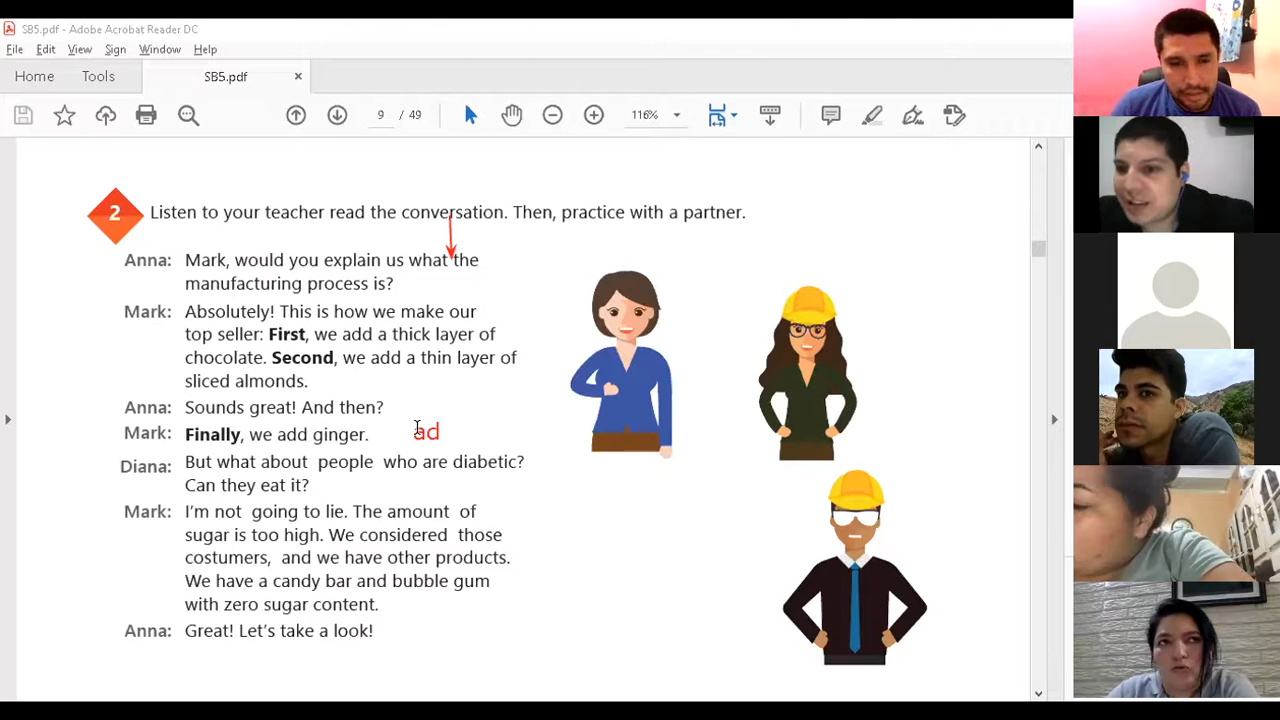 SB5.pdf - Adobe Acrobat Reader DC
File Edit View Sign Window Help
Home Tools SB5.pdf ×
9 / 49 116%
2 Listen to your teacher read the conversation. Then, practice with a partner.
Anna: Mark, would you explain us what the
manufacturing process is?
Mark: Absolutely! This is how we make our
top seller: First, we add a thick layer of
chocolate. Second, we add a thin layer of
sliced almonds.
Anna: Sounds great! And then?
Mark: Finally, we add ginger. ad
Diana: But what about people who are diabetic?
Can they eat it?
Mark: I'm not going to lie. The amount of
sugar is too high. We considered those
costumers, and we have other products.
We have a candy bar and bubble gum
with zero sugar content.
Anna: Great! Let's take a look!